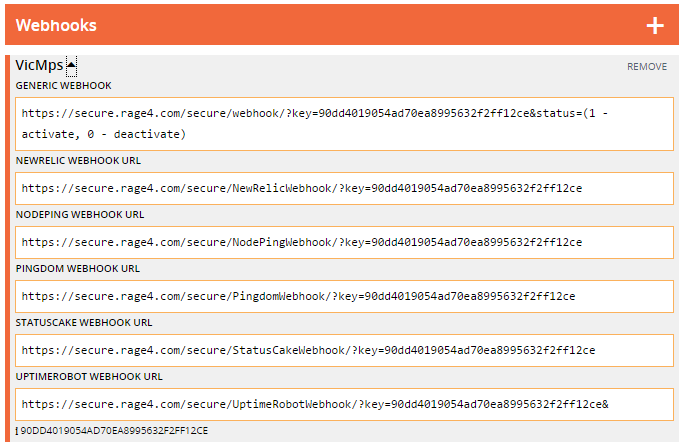 Webhooks +
VicMps
REMOVE
GENERIC WEBHOOK
https://secure.rage4.com/secure/webhook/?key=90dd4019054ad70ea8995632f2ff12ce&status=(1 -
activate, 0 - deactivate)
NEWRELIC WEBHOOK URL
https://secure.rage4.com/secure/NewRelicWebhook/?key=90dd4019054ad70ea8995632f2ff12ce
NODEPING WEBHOOK URL
https://secure.rage4.com/secure/NodePingWebhook/?key=90dd4019054ad70ea8995632f2ff12ce
PINGDOM WEBHOOK URL
https://secure.rage4.com/secure/PingdomWebhook/?key=90dd4019054ad70ea8995632f2ff12ce
STATUSCAKE WEBHOOK URL
https://secure.rage4.com/secure/StatusCakeWebhook/?key=90dd4019054ad70ea8995632f2ff12ce
UPTIMEROBOT WEBHOOK URL
https://secure.rage4.com/secure/UptimeRobotWebhook/?key=90dd4019054ad70ea8995632f2ff12ce&
90DD4019054AD70EA8995632F2FF12CE